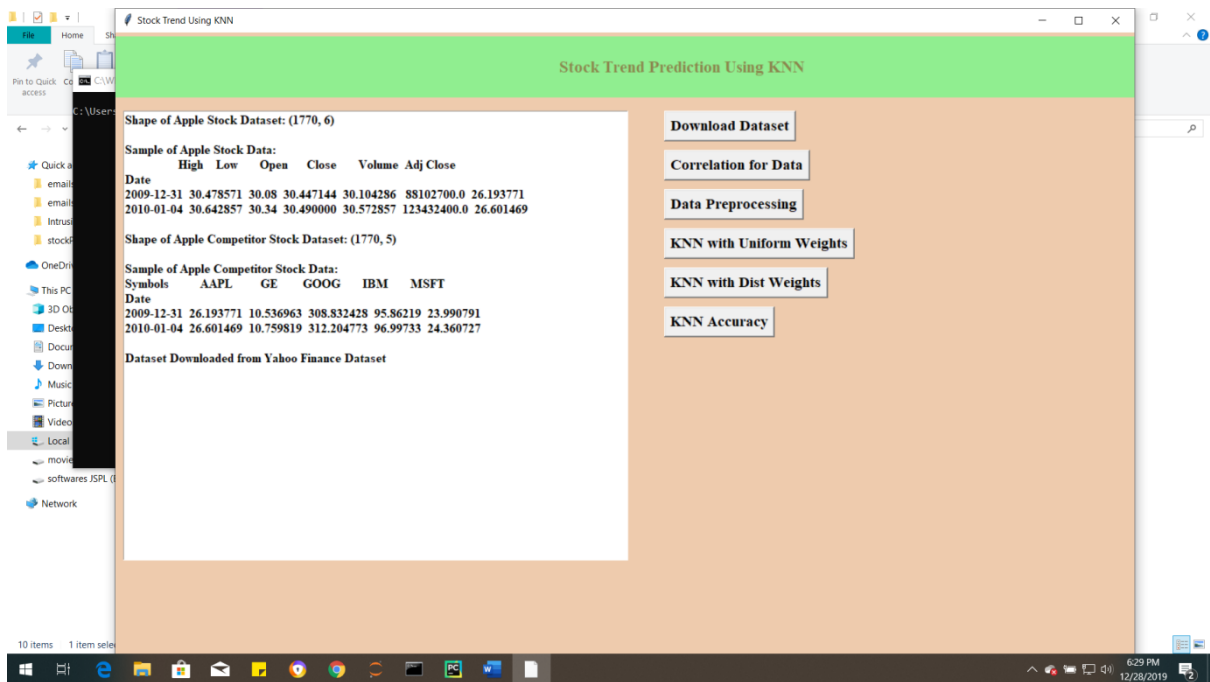 Stock Trend Using KNN
File Home Sh
Pin to Quick access
C:\W
C:\Users
Stock Trend Prediction Using KNN
Shape of Apple Stock Dataset: (1770, 6)
Sample of Apple Stock Data:
High Low Open Close Volume Adj Close
Date
2009-12-31 30.478571 30.08 30.447144 30.104286 88102700.0 26.193771
2010-01-04 30.642857 30.34 30.490000 30.572857 123432400.0 26.601469
Shape of Apple Competitor Stock Dataset: (1770, 5)
Sample of Apple Competitor Stock Data:
Symbols AAPL GE GOOG IBM MSFT
Date
2009-12-31 26.193771 10.536963 308.832428 95.86219 23.990791
2010-01-04 26.601469 10.759819 312.204773 96.99733 24.360727
Dataset Downloaded from Yahoo Finance Dataset
Download Dataset
Correlation for Data
Data Preprocessing
KNN with Uniform Weights
KNN with Dist Weights
KNN Accuracy
Quick a
email
email
Intrusi
stock
OneDri
This PC
3D Ob
Deskt
Docur
Down
Music
Pictur
Video
Local
movie
softwares JSPL (
Network
10 items 1 item sele
6:29 PM
12/28/2019